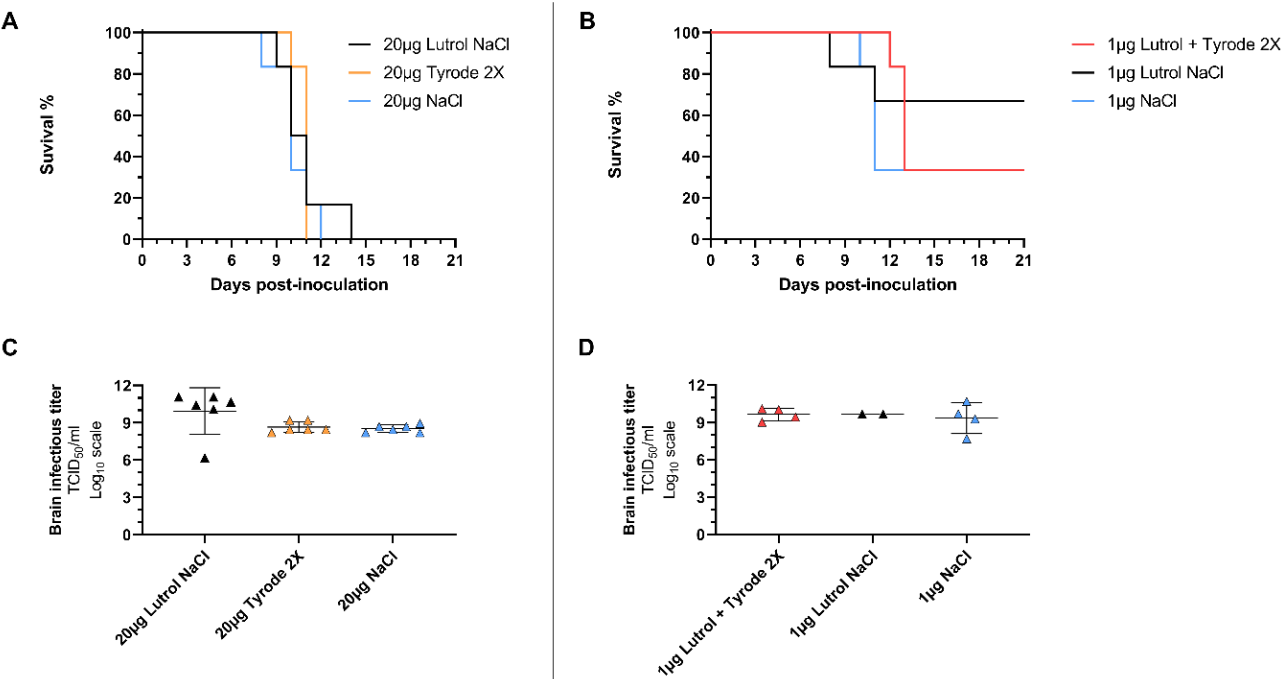 A
100
80
60
40
20
0
Suvival %
0 3 6 9 12 15 18 21
Days post-inoculation
20µg Lutrol NaCl
20µg Tyrode 2X
20µg NaCl
B
100
80
60
40
20
0
Survival %
0 3 6 9 12 15 18 21
Days post-inoculation
1µg Lutrol + Tyrode 2X
1µg Lutrol NaCl
1µg NaCl
C
Brain infectious titer
TCID50/ml
Log10 scale
12
9
6
3
0
20µg Lutrol NaCl
20µg Tyrode 2X
20µg NaCl
D
Brain infectious titer
TCID50/ml
Log10 scale
12
9
6
3
0
1µg Lutrol + Tyrode 2X
1µg Lutrol NaCl
1µg NaCl